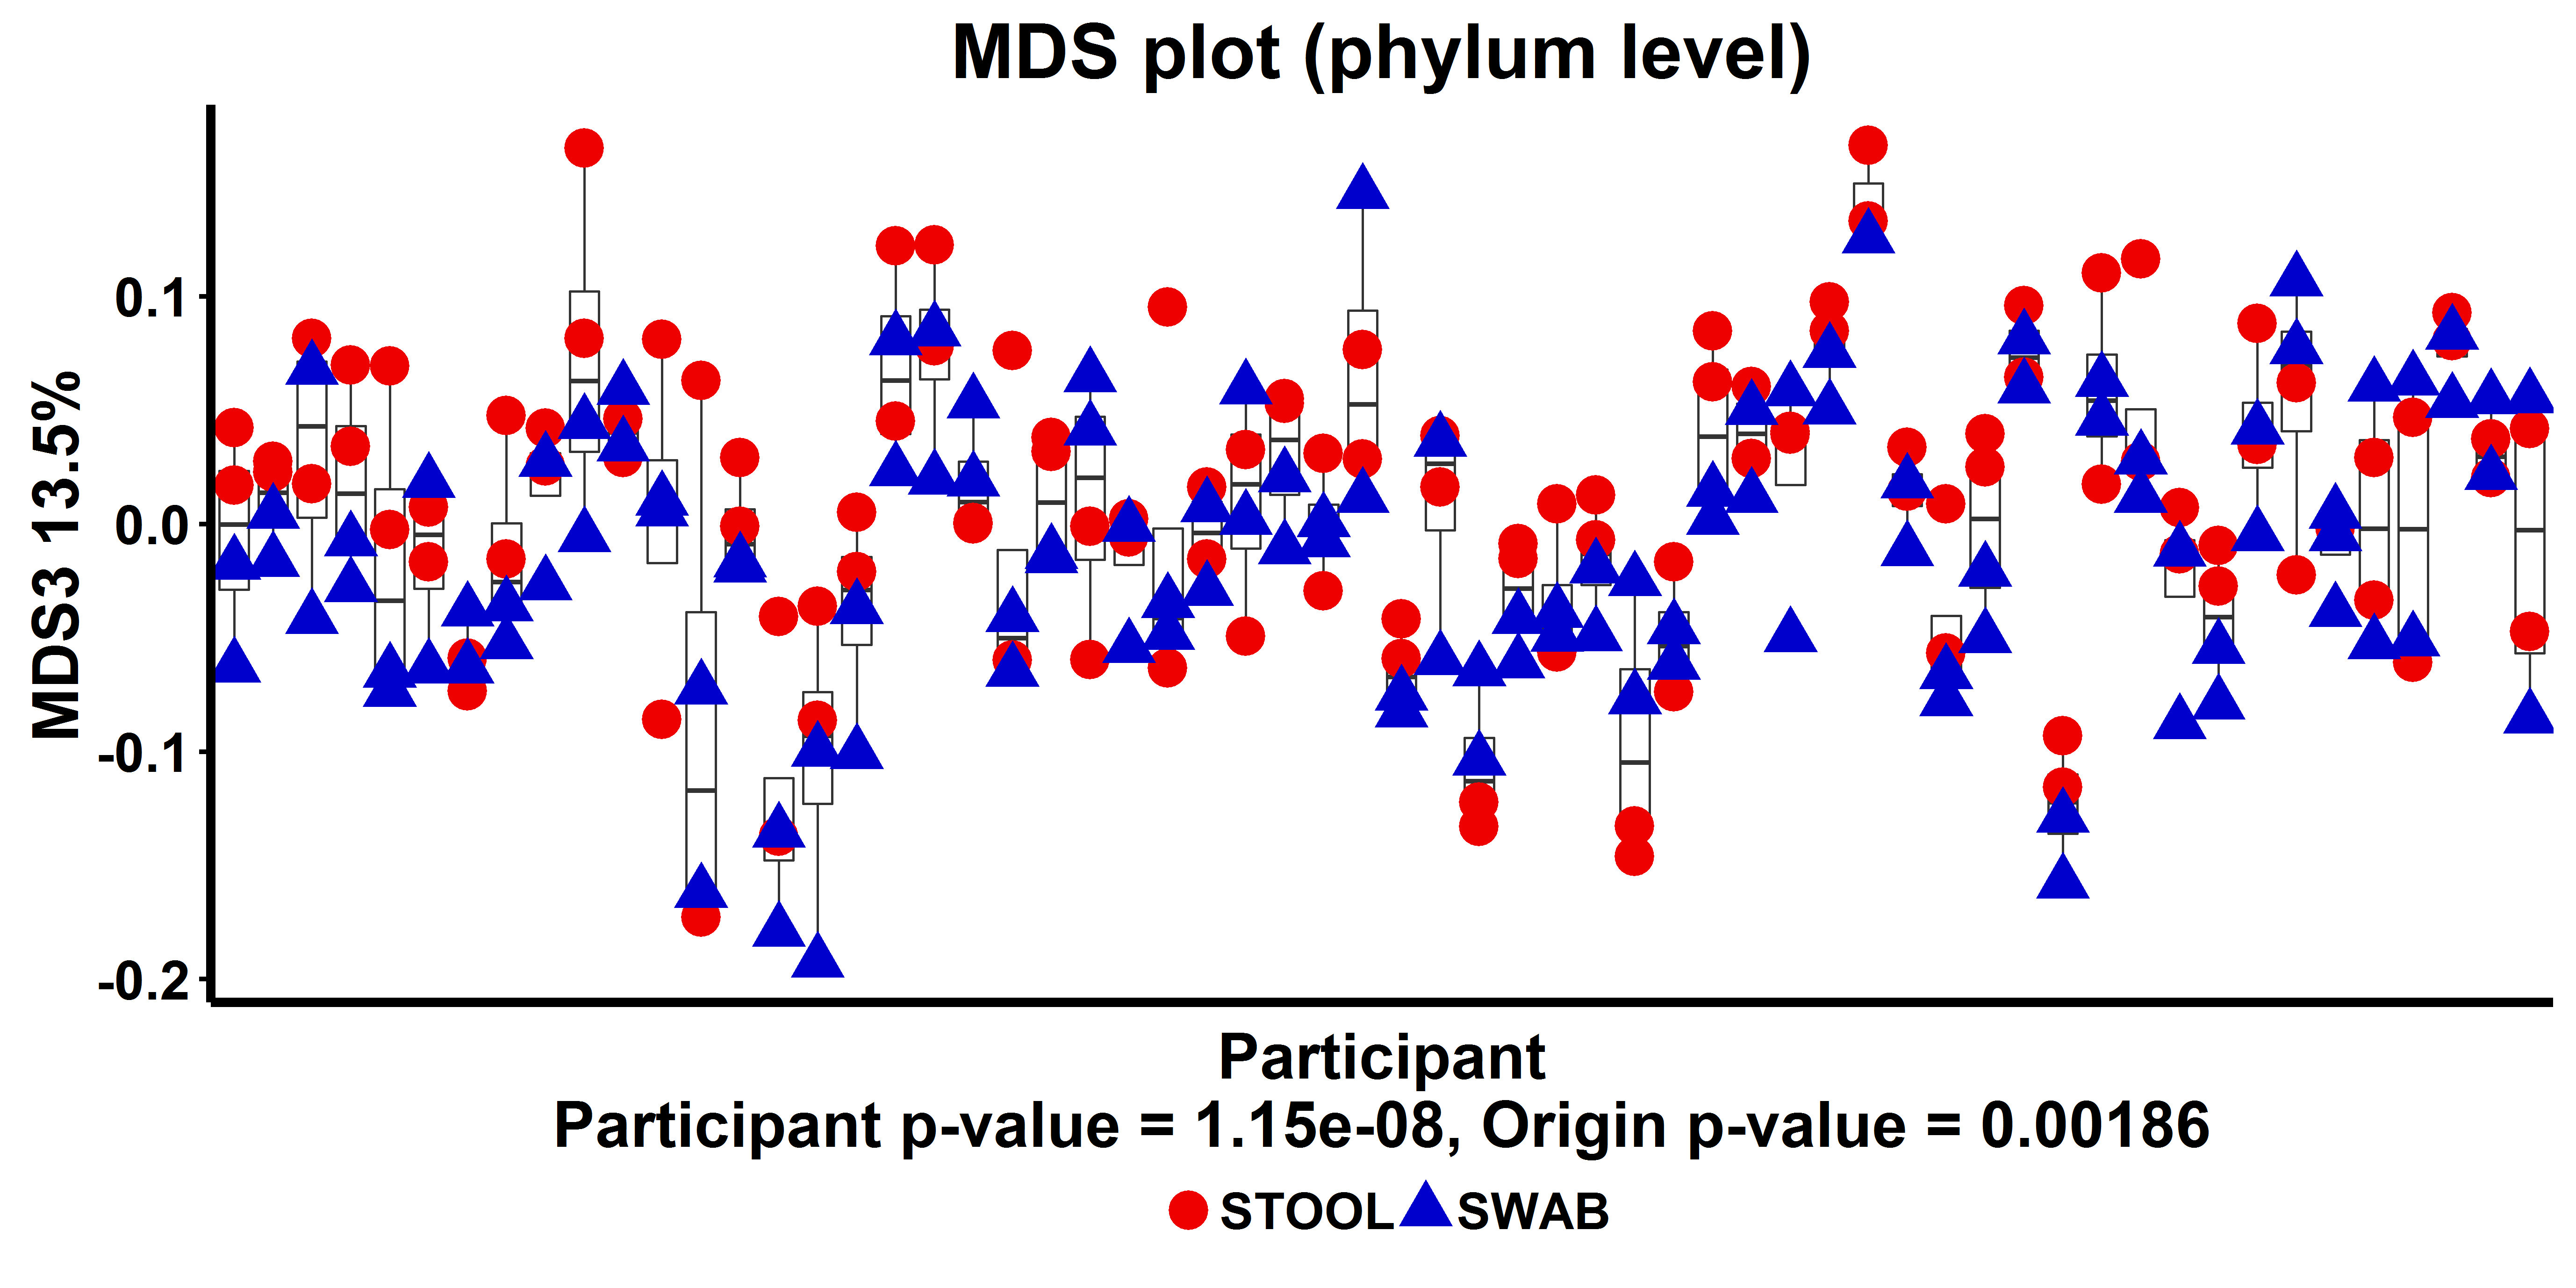 MDS plot (phylum level)
MDS3 13.5%
0.1
0.0
-0.1
-0.2
Participant
Participant p-value = 1.15e-08, Origin p-value = 0.00186
STOOL SWAB